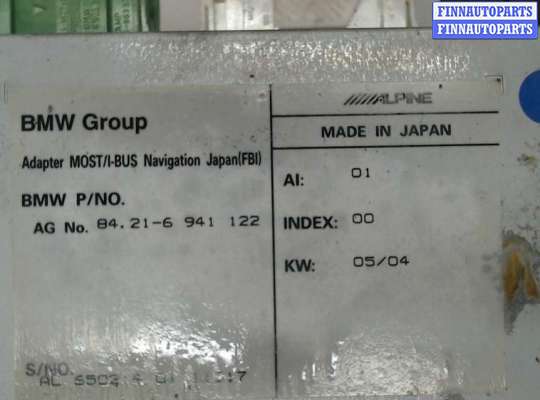 FINNAUTOPARTS
FINNAUTOPARTS
BMW Group
Adapter MOST/I-BUS Navigation Japan(FBI)
BMW P/NO.
AG No. 84.21-6 941 122
S/NO.
ALPINE
MADE IN JAPAN
AI: 01
INDEX: 00
KW: 05/04